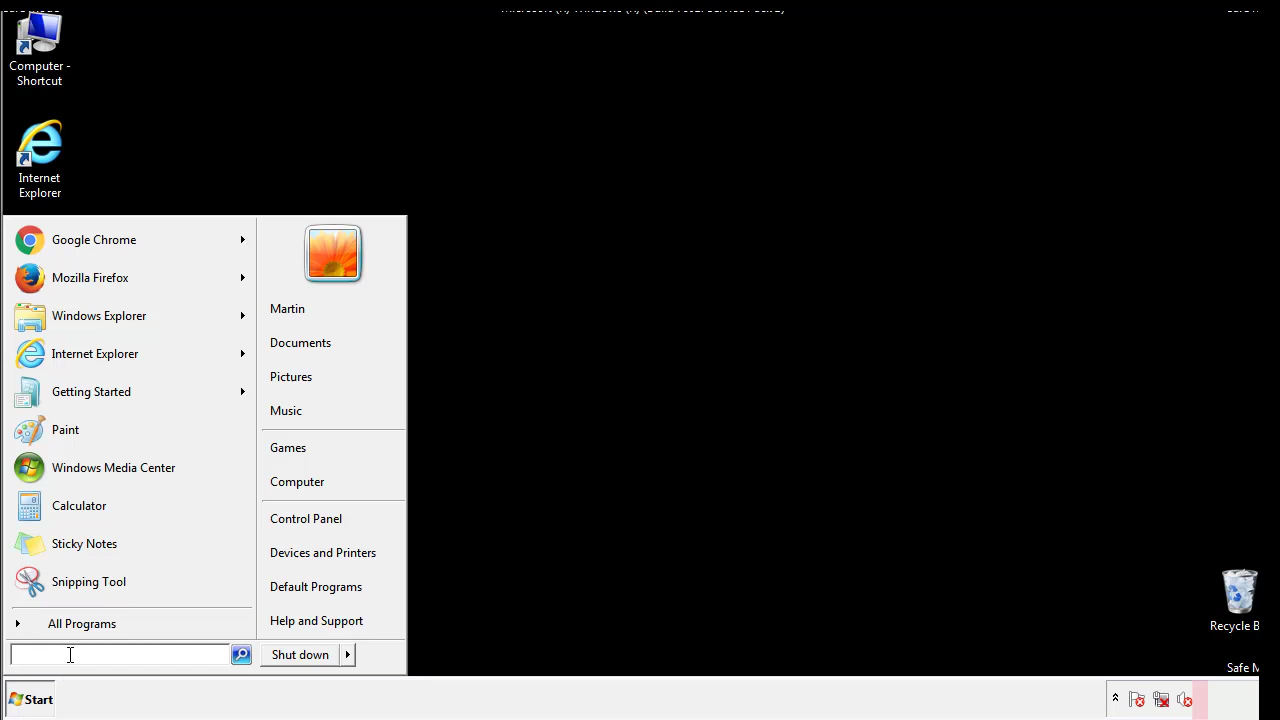 Computer -
Shortcut
Internet
Explorer
Google Chrome
Mozilla Firefox
Windows Explorer
Internet Explorer
Getting Started
Paint
Windows Media Center
Calculator
Sticky Notes
Snipping Tool
All Programs
Martin
Documents
Pictures
Music
Games
Computer
Control Panel
Devices and Printers
Default Programs
Help and Support
Shut down
Recycle B
Safe M
Start